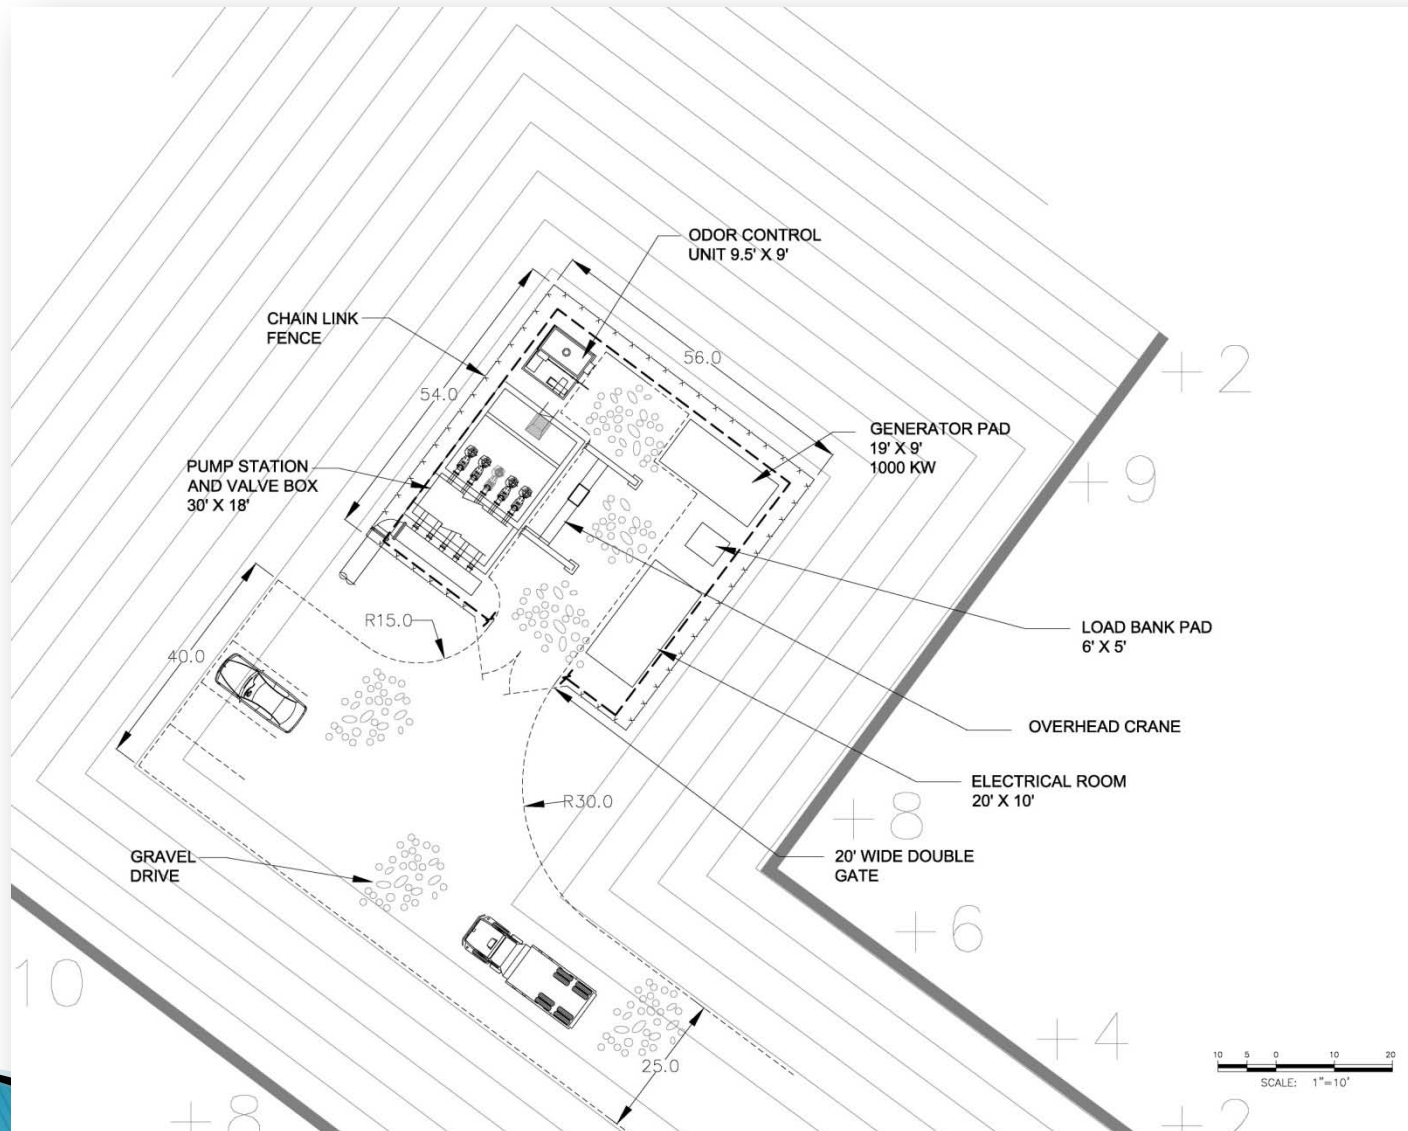 ODOR CONTROL
UNIT 9.5' X 9'
CHAIN LINK
FENCE
56.0
+2
54.0
GENERATOR PAD
19' X 9'
1000 KW
PUMP STATION
AND VALVE BOX
30' X 18'
+9
R15.0
LOAD BANK PAD
6' X 5'
40.0
OVERHEAD CRANE
ELECTRICAL ROOM
20' X 10'
R30.0
+8
GRAVEL
DRIVE
20' WIDE DOUBLE
GATE
+6
10
+4
25.0
10 5 0 10 20
SCALE: 1"=10'
+8
+2